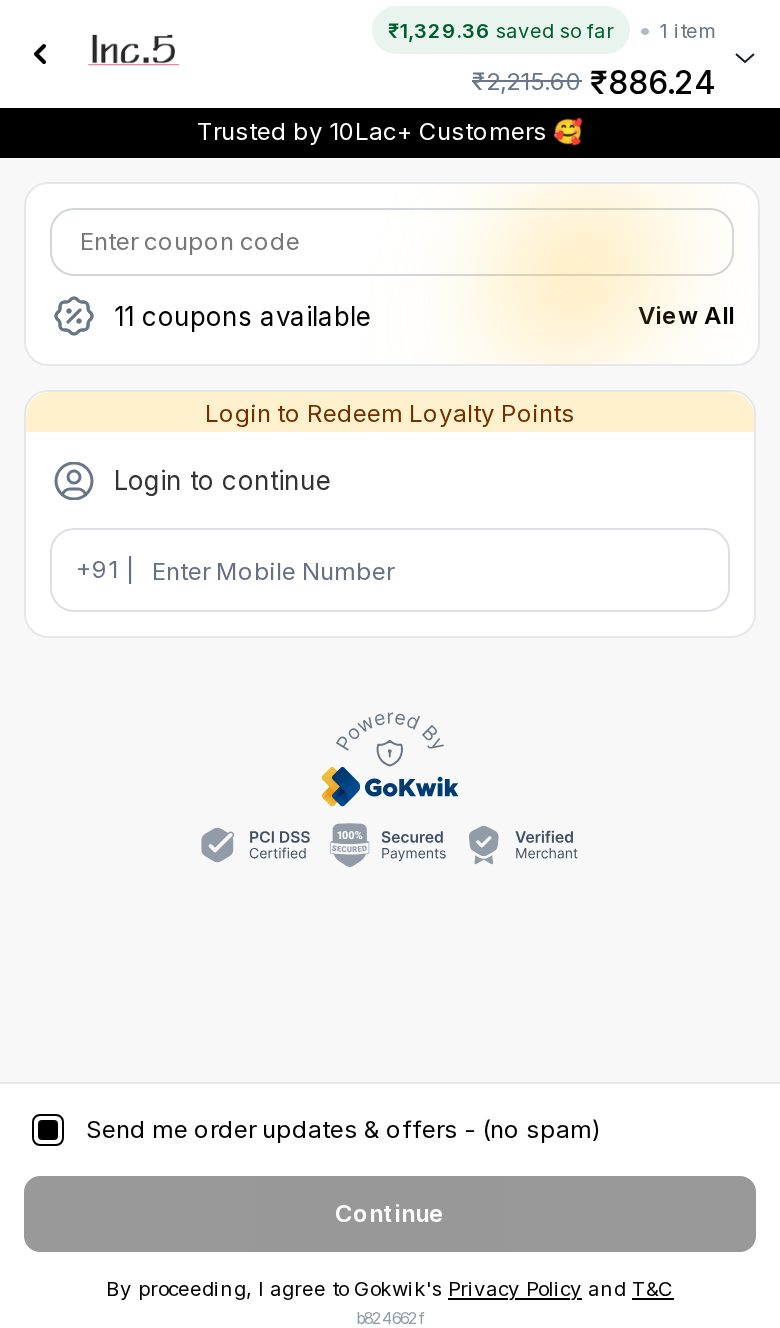 Inc.5
₹1,329.36 saved so far • 1 item
₹2,215.60 ₹886.24
Trusted by 10Lac+ Customers 🥰
Enter coupon code
11 coupons available
View All
Login to Redeem Loyalty Points
Login to continue
+91 | Enter Mobile Number
Powered By
GoKwik
PCI DSS
Certified
100%
SECURED
Secured
Payments
Verified
Merchant
Send me order updates & offers - (no spam)
Continue
By proceeding, I agree to Gokwik's Privacy Policy and T&C
b824662f